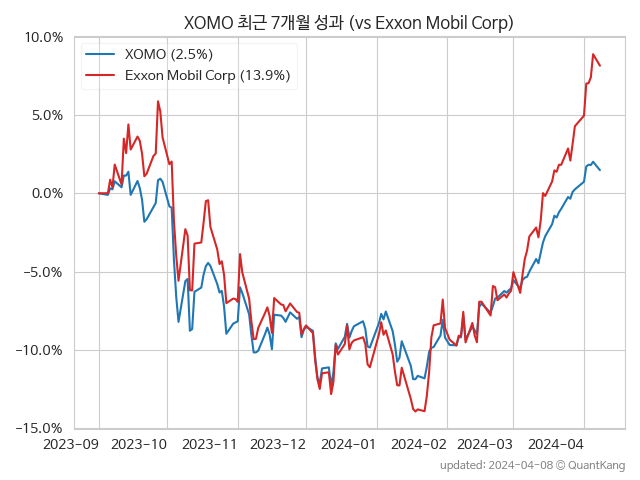 XOMO 최근 7개월 성과 (vs Exxon Mobil Corp)
10.0%
5.0%
0.0%
−5.0%
−10.0%
−15.0%
XOMO (2.5%)
Exxon Mobil Corp (13.9%)
2023-09 2023-10 2023-11 2023-12 2024-01 2024-02 2024-03 2024-04
updated: 2024-04-08 © QuantKang